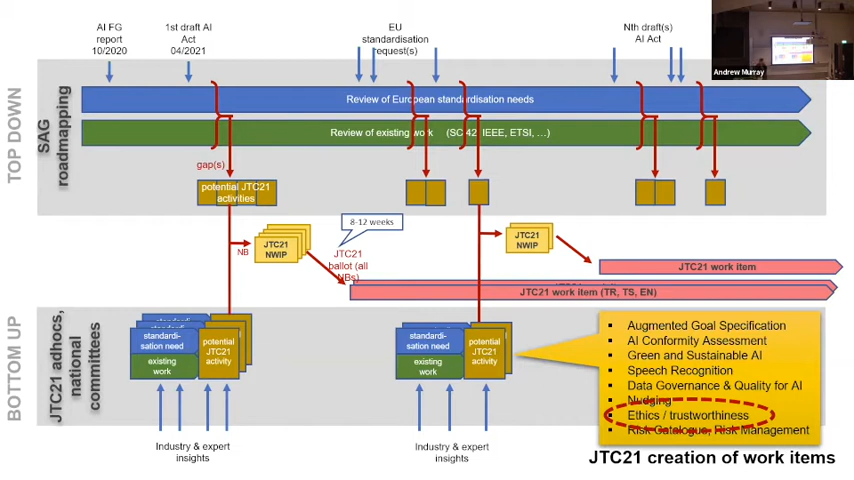 AI FG
report
10/2020
1st draft AI
Act
04/2021
EU
standardisation
request(s)
Nth draft(s)
AI Act
Andrew Murray
TOP DOWN
SAG
roadmapping
Review of European standardisation needs
Review of existing work (SC 42, IEEE, ETSI, …)
gap(s)
potential JTC21
activities
8-12 weeks
NB
JTC21
NWIP
JTC21
ballot (all
NBs)
JTC21
NWIP
JTC21 work item
JTC21 work item (TR, TS, EN)
BOTTOM UP
JTC21 adhocs,
national
committees
standardi-
sation need
existing
work
potential
JTC21
activity
standardi-
sation need
existing
work
potential
JTC21
activity
Industry & expert
insights
Industry & expert
insights
▪ Augmented Goal Specification
▪ AI Conformity Assessment
▪ Green and Sustainable AI
▪ Speech Recognition
▪ Data Governance & Quality for AI
▪ Nudging
▪ Ethics / trustworthiness
▪ Risk Catalogue, Risk Management
JTC21 creation of work items